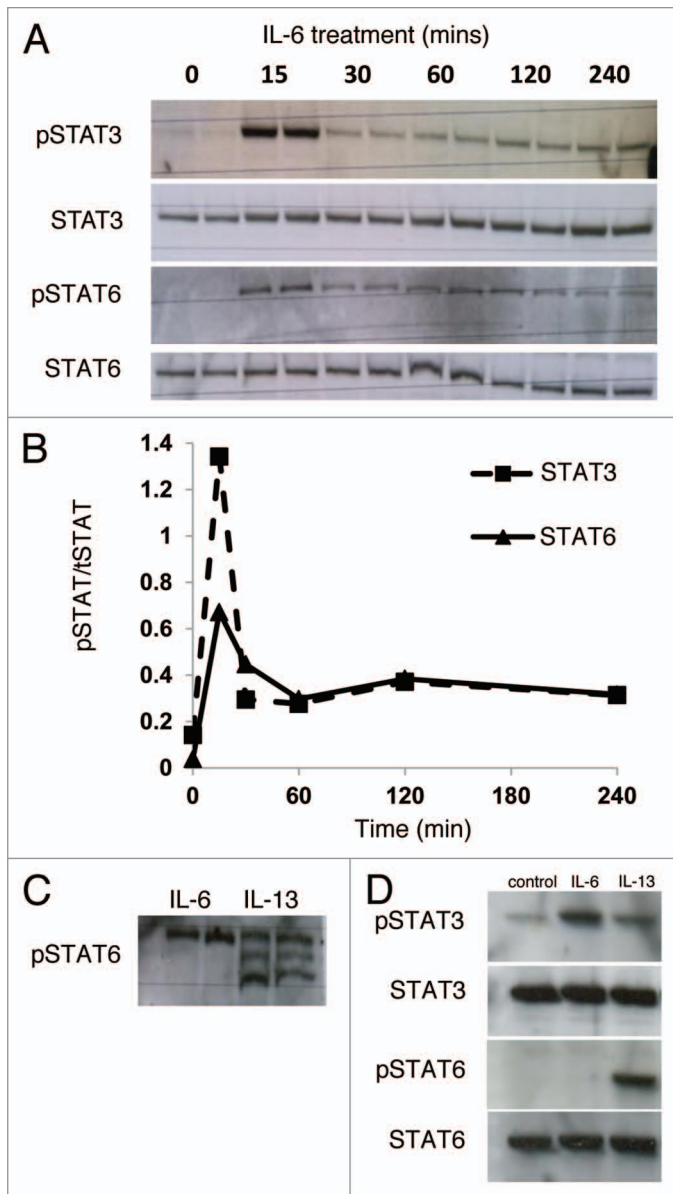 A
IL-6 treatment (mins)
0 15 30 60 120 240
pSTAT3
STAT3
pSTAT6
STAT6
B
1.4
1.2
1
0.8
0.6
0.4
0.2
0
pSTAT/tSTAT
STAT3
STAT6
0 60 120 180 240
Time (min)
C
IL-6 IL-13
pSTAT6
D
control IL-6 IL-13
pSTAT3
STAT3
pSTAT6
STAT6